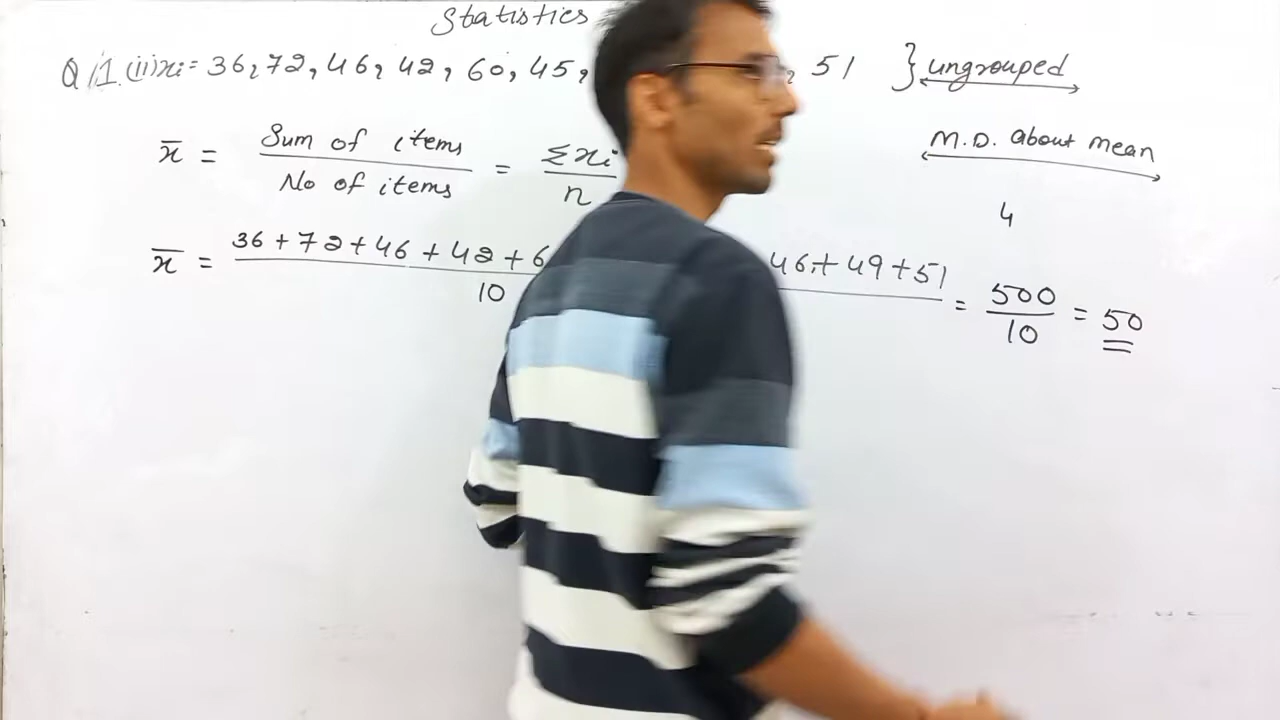 Statistics
Q/1. (ii) xi = 36, 72, 46, 42, 60, 45, , 51 } ungrouped
x̄ = Sum of items / No of items = Σxi / n
M.D. about mean
4
x̄ = 36 + 72 + 46 + 42 + 6 46 + 49 + 51 / 10 = 500 / 10 = 50